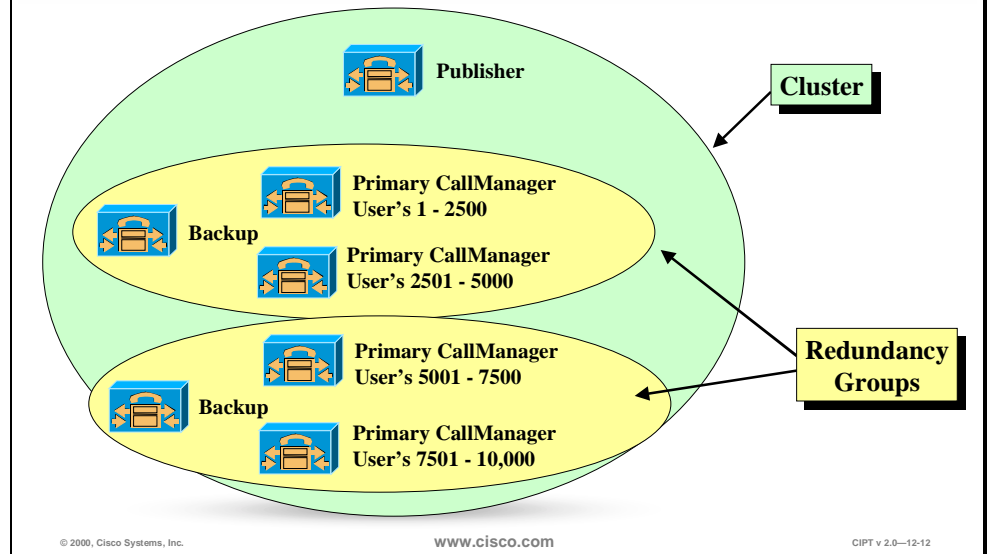 Publisher
Cluster
Primary CallManager
User's 1 - 2500
Backup
Primary CallManager
User's 2501 - 5000
Redundancy
Groups
Primary CallManager
User's 5001 - 7500
Backup
Primary CallManager
User's 7501 - 10,000
© 2000, Cisco Systems, Inc.
www.cisco.com
CIPT v 2.0—12-12